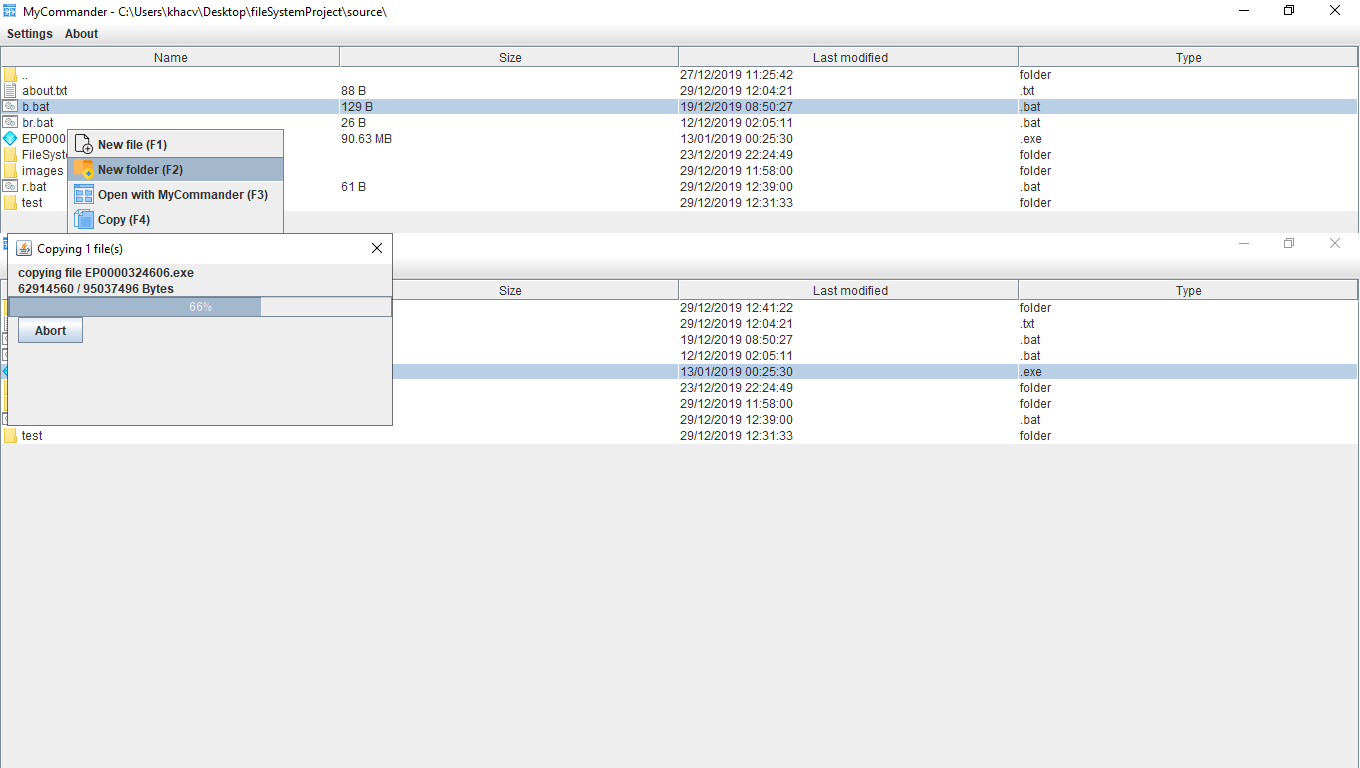 MyCommander - C:\Users\khacv\Desktop\fileSystemProject\source\
Settings About
Name Size Last modified Type
.. 27/12/2019 11:25:42 folder
about.txt 88 B 29/12/2019 12:04:21 .txt
b.bat 129 B 19/12/2019 08:50:27 .bat
br.bat 26 B 12/12/2019 02:05:11 .bat
EP0000 90.63 MB 13/01/2019 00:25:30 .exe
FileSyst 23/12/2019 22:24:49 folder
images 29/12/2019 11:58:00 folder
r.bat 61 B 29/12/2019 12:39:00 .bat
test 29/12/2019 12:31:33 folder
New file (F1)
New folder (F2)
Open with MyCommander (F3)
Copy (F4)
Copying 1 file(s)
copying file EP0000324606.exe
62914560 / 95037496 Bytes
66%
Abort
Size Last modified Type
29/12/2019 12:41:22 folder
29/12/2019 12:04:21 .txt
19/12/2019 08:50:27 .bat
12/12/2019 02:05:11 .bat
13/01/2019 00:25:30 .exe
23/12/2019 22:24:49 folder
29/12/2019 11:58:00 folder
29/12/2019 12:39:00 .bat
test 29/12/2019 12:31:33 folder